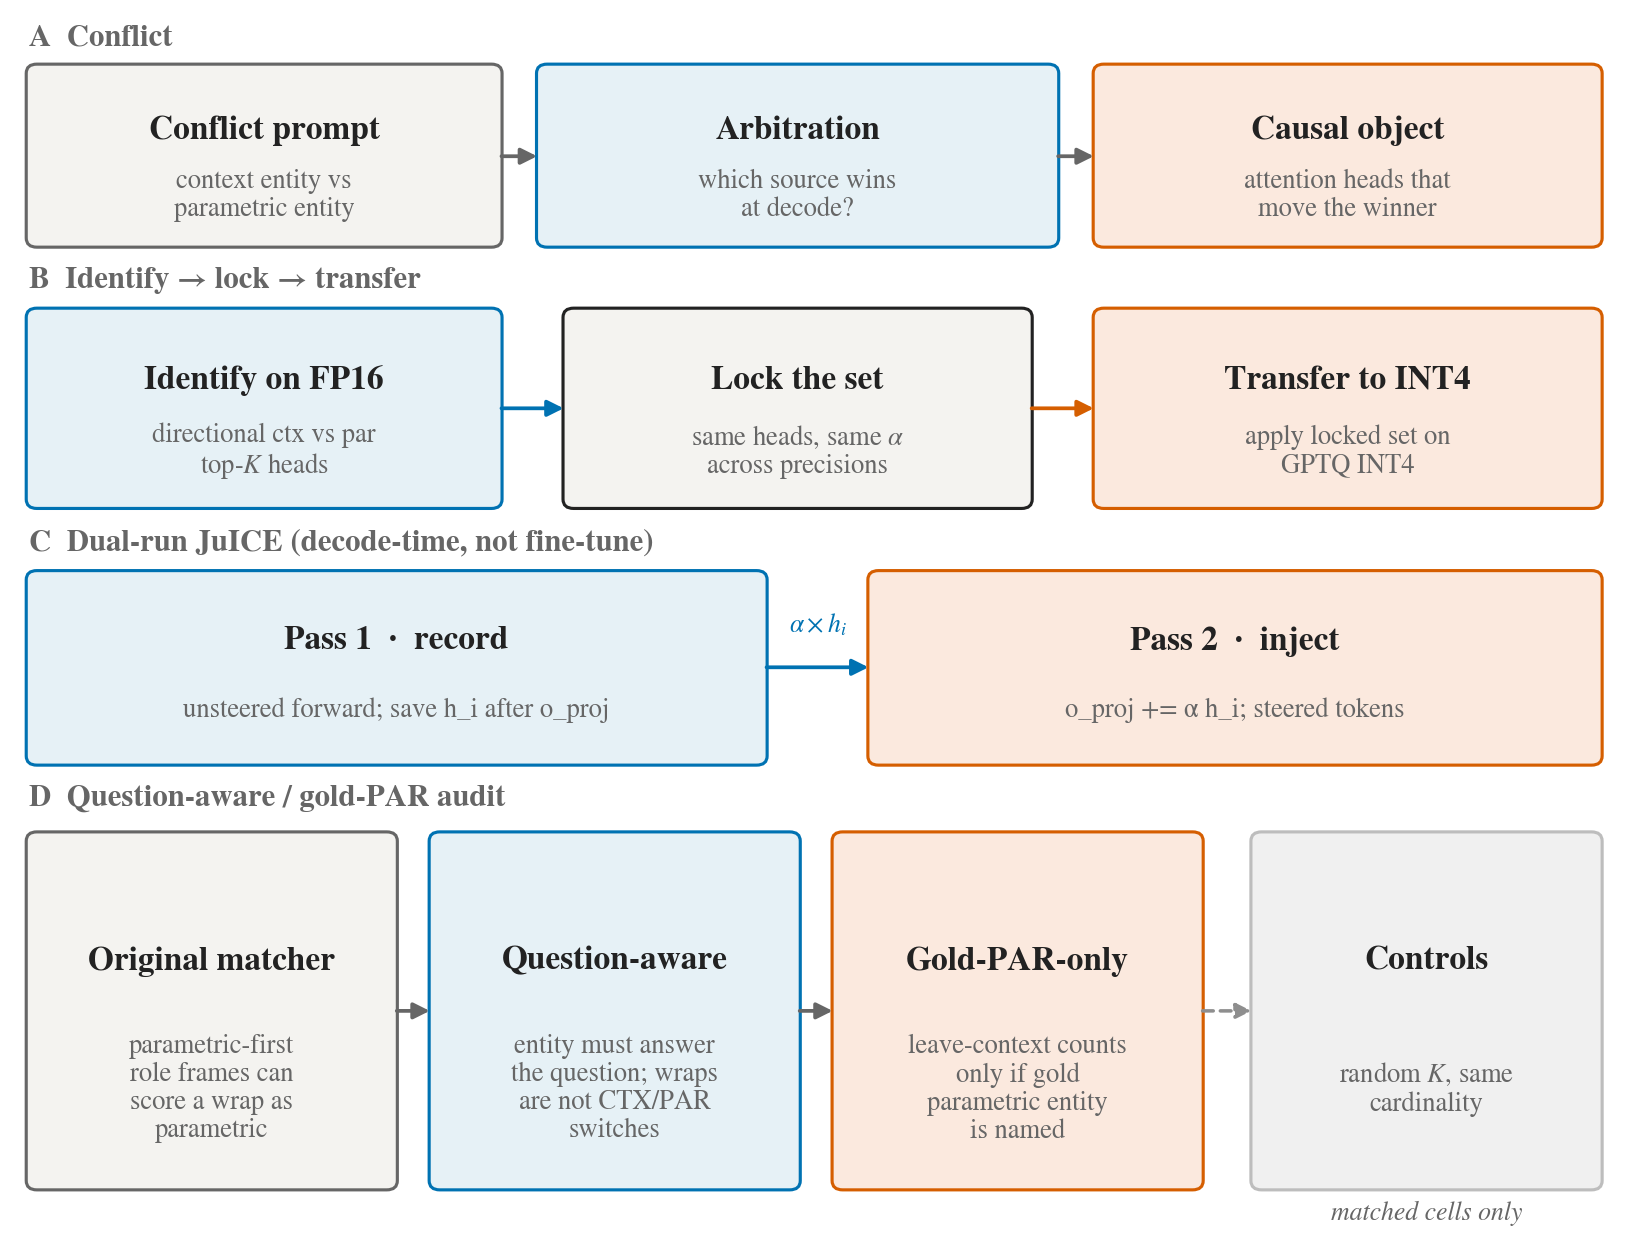 A Conflict
Conflict prompt
context entity vs
parametric entity
Arbitration
which source wins
at decode?
Causal object
attention heads that
move the winner
B Identify → lock → transfer
Identify on FP16
directional ctx vs par
top-K heads
Lock the set
same heads, same α
across precisions
Transfer to INT4
apply locked set on
GPTQ INT4
C Dual-run JuICE (decode-time, not fine-tune)
Pass 1 · record
unsteered forward; save h_i after o_proj
α × hᵢ
Pass 2 · inject
o_proj += α h_i; steered tokens
D Question-aware / gold-PAR audit
Original matcher
parametric-first
role frames can
score a wrap as
parametric
Question-aware
entity must answer
the question; wraps
are not CTX/PAR
switches
Gold-PAR-only
leave-context counts
only if gold
parametric entity
is named
Controls
random K, same
cardinality
matched cells only